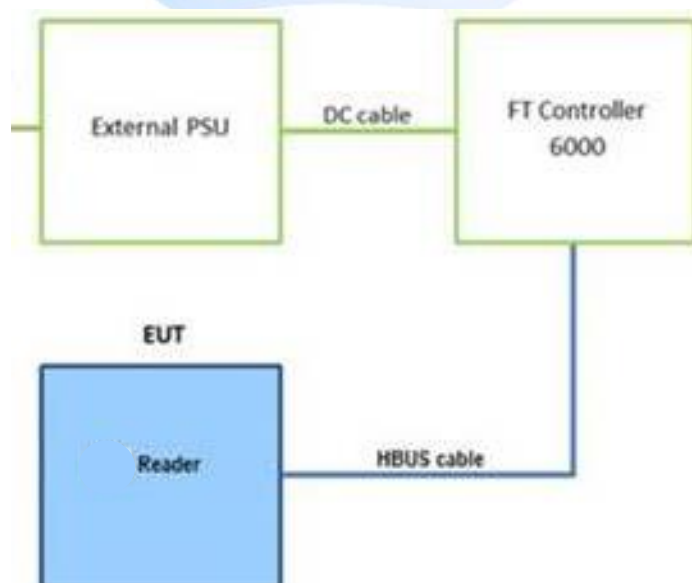 External PSU
DC cable
FT Controller
6000
EUT
Reader
HBUS cable